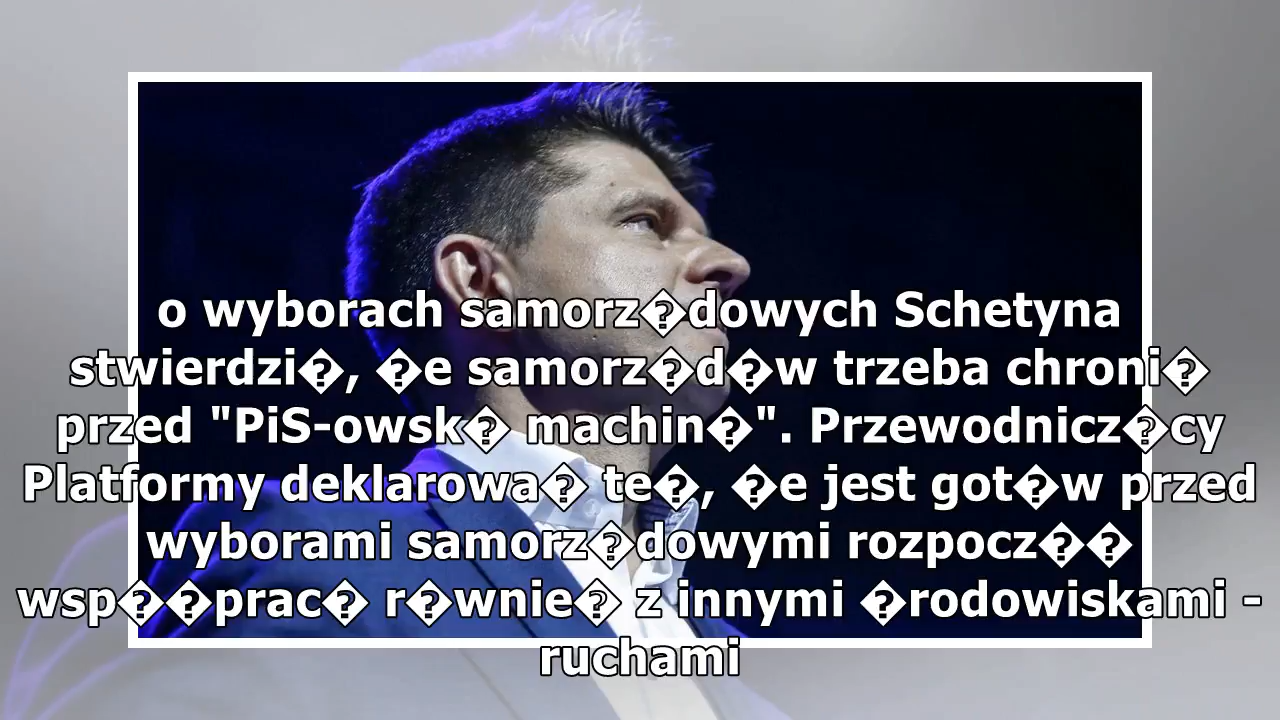 o wyborach samorz�dowych Schetyna
stwierdzi�, �e samorz�d�w trzeba chroni�
przed "PiS-owsk� machin�". Przewodnicz�cy
Platformy deklarowa� te�, �e jest got�w przed
wyborami samorz�dowymi rozpocz��
wsp��prac� r�wnie� z innymi �rodowiskami -
ruchami